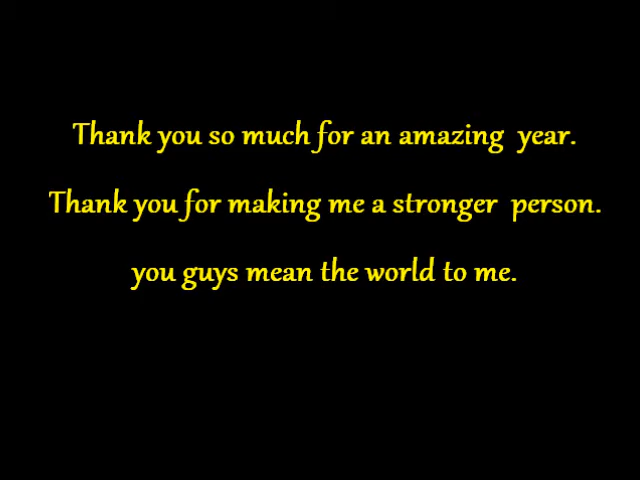 Thank you so much for an amazing  year.
Thank you for making me a stronger  person.
you guys mean the world to me.